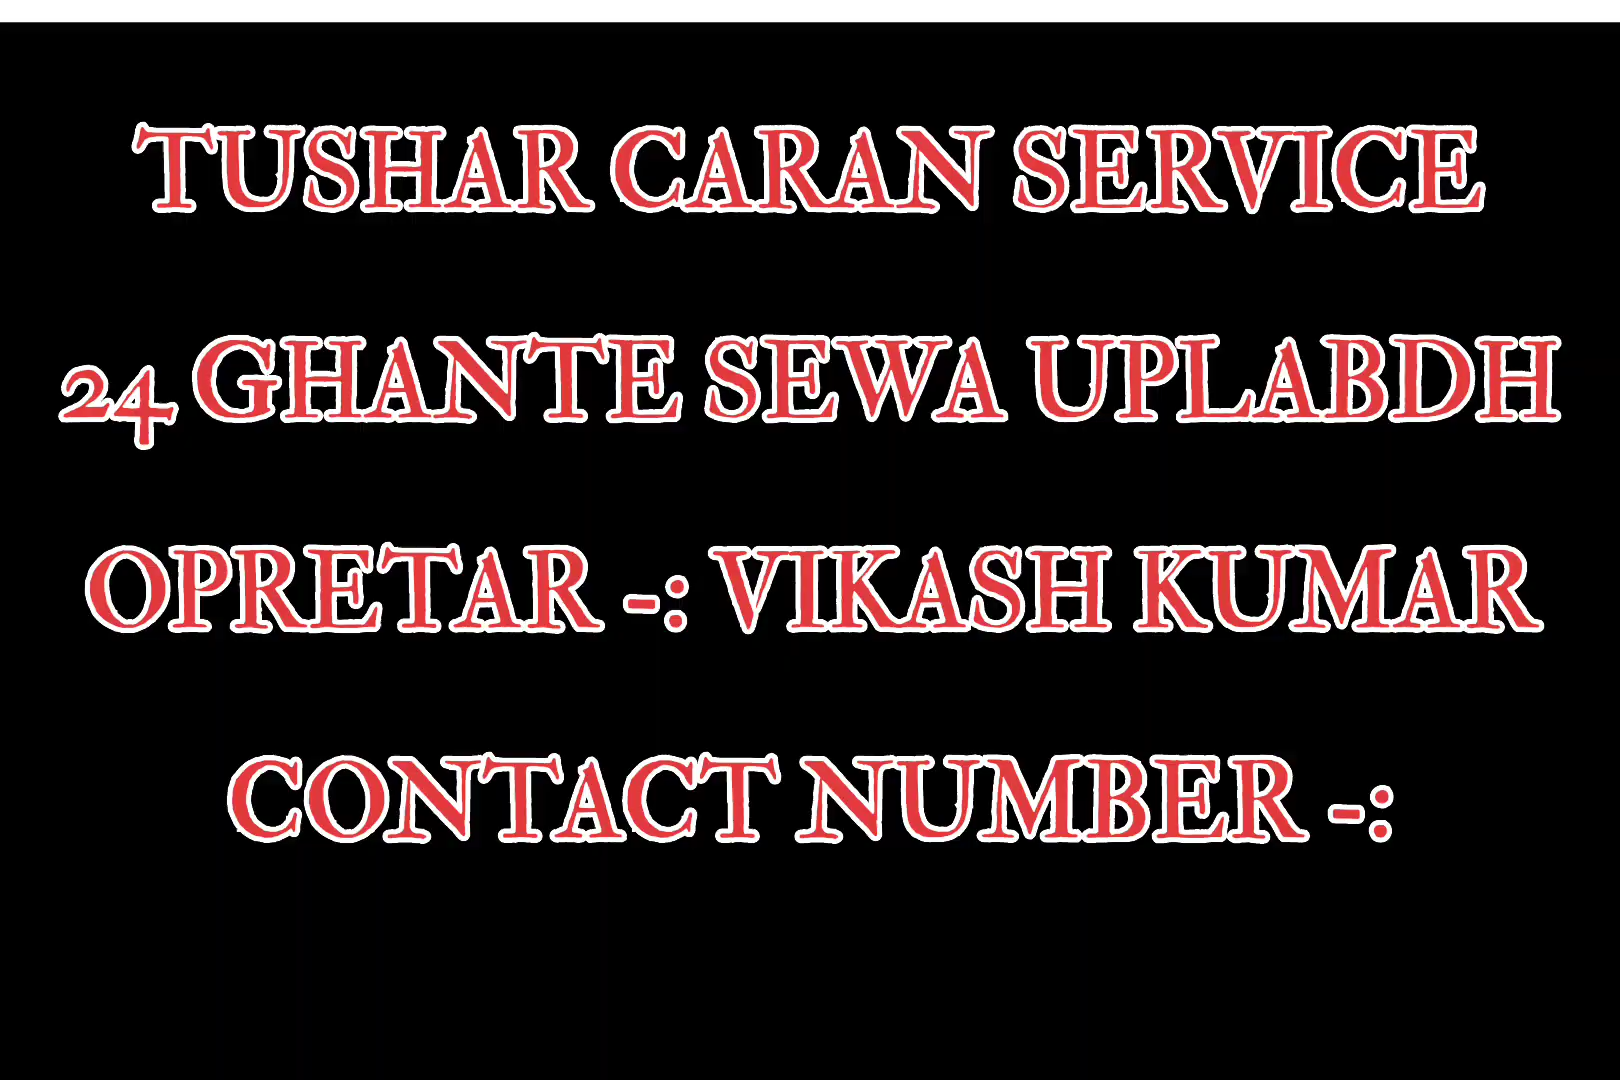 TUSHAR CARAN SERVICE
24 GHANTE SEWA UPLABDH
OPRETAR -: VIKASH KUMAR
CONTACT NUMBER -: